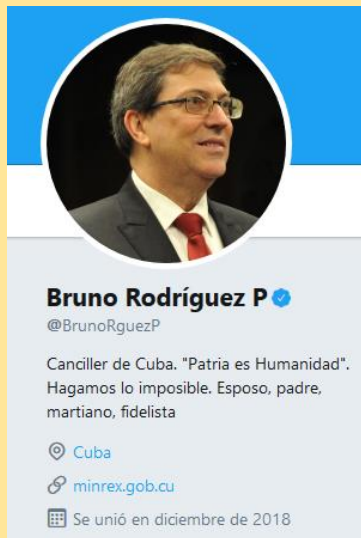 Bruno Rodríguez P
@BrunoRguezP
Canciller de Cuba. "Patria es Humanidad".
Hagamos lo imposible. Esposo, padre,
martiano, fidelista
Cuba
minrex.gob.cu
Se unió en diciembre de 2018